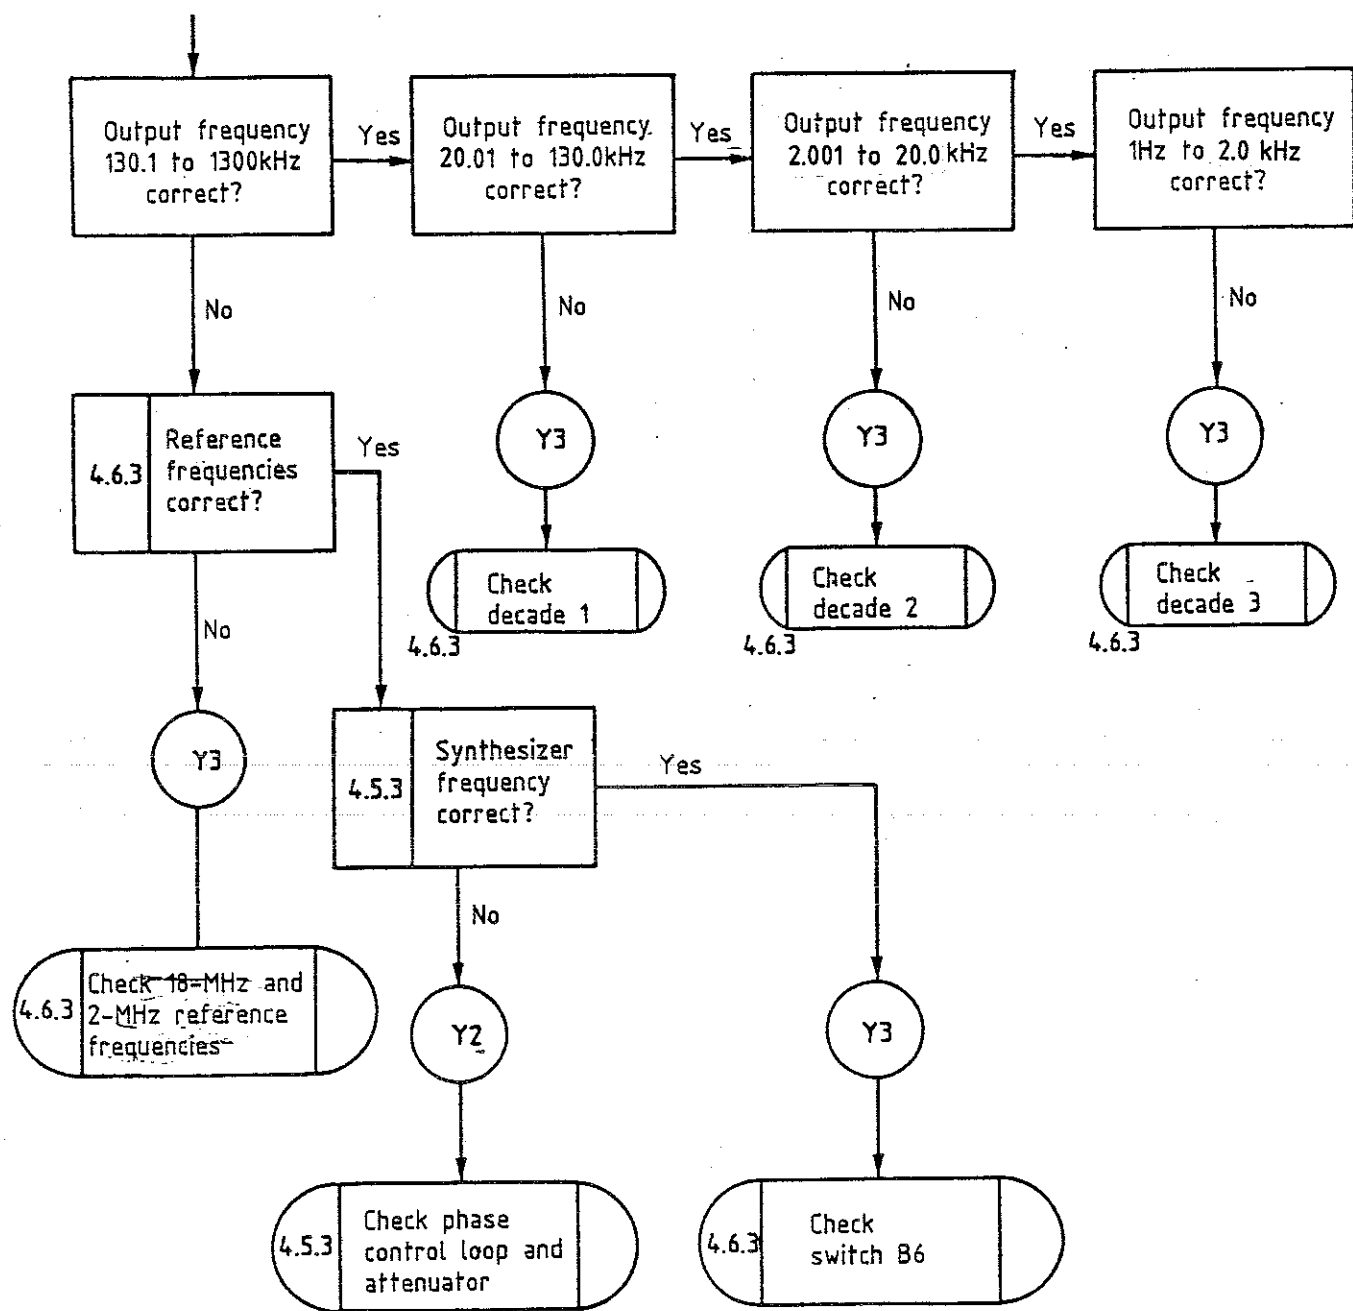 Output frequency
130.1 to 1300kHz
correct?
Yes
Output frequency
20.01 to 130.0kHz
correct?
Yes
Output frequency
2.001 to 20.0 kHz
correct?
Yes
Output frequency
1Hz to 2.0 kHz
correct?
No
No
No
No
4.6.3
Reference
frequencies
correct?
Yes
Y3
Y3
Y3
Check
decade 1
4.6.3
Check
decade 2
4.6.3
Check
decade 3
4.6.3
No
Y3
4.5.3
Synthesizer
frequency
correct?
Yes
No
4.6.3
Check 18-MHz and
2-MHz reference
frequencies
Y2
Y3
4.5.3
Check phase
control loop and
attenuator
4.6.3
Check
switch B6